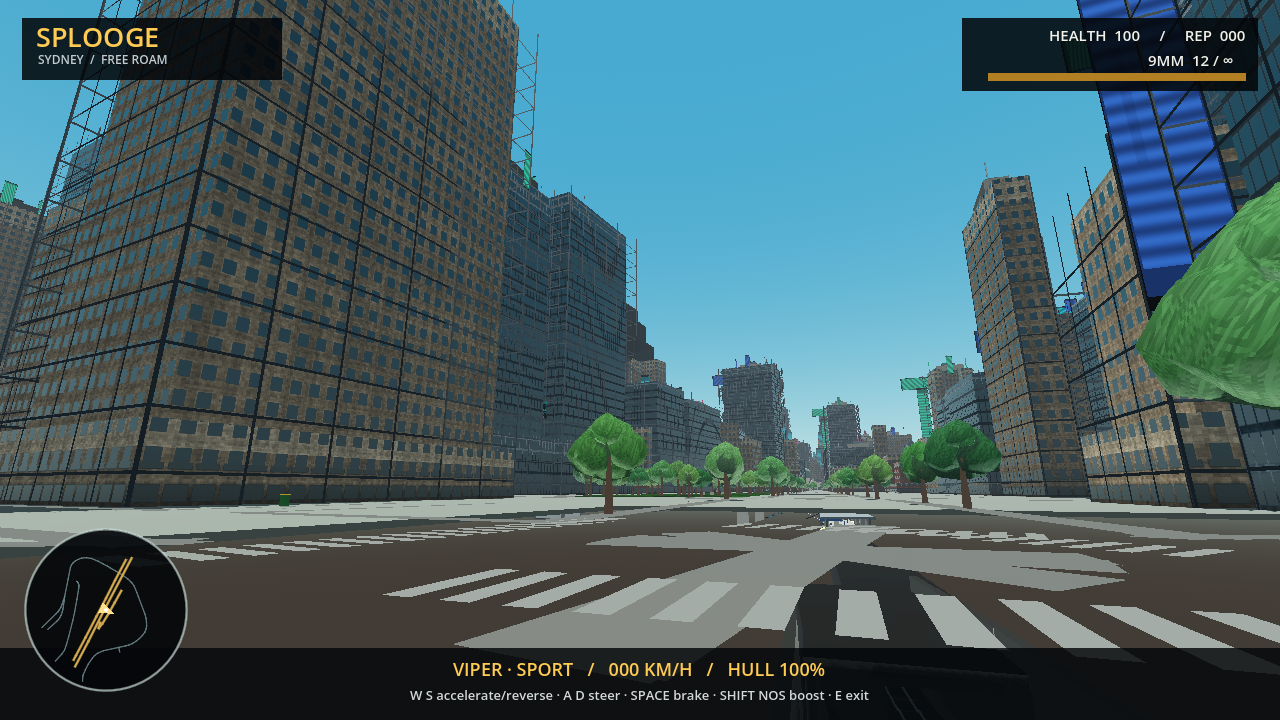 SPLOOGE
SYDNEY / FREE ROAM
HEALTH 100 / REP 000
9MM 12 / ∞
VIPER · SPORT / 000 KM/H / HULL 100%
W S accelerate/reverse · A D steer · SPACE brake · SHIFT NOS boost · E exit